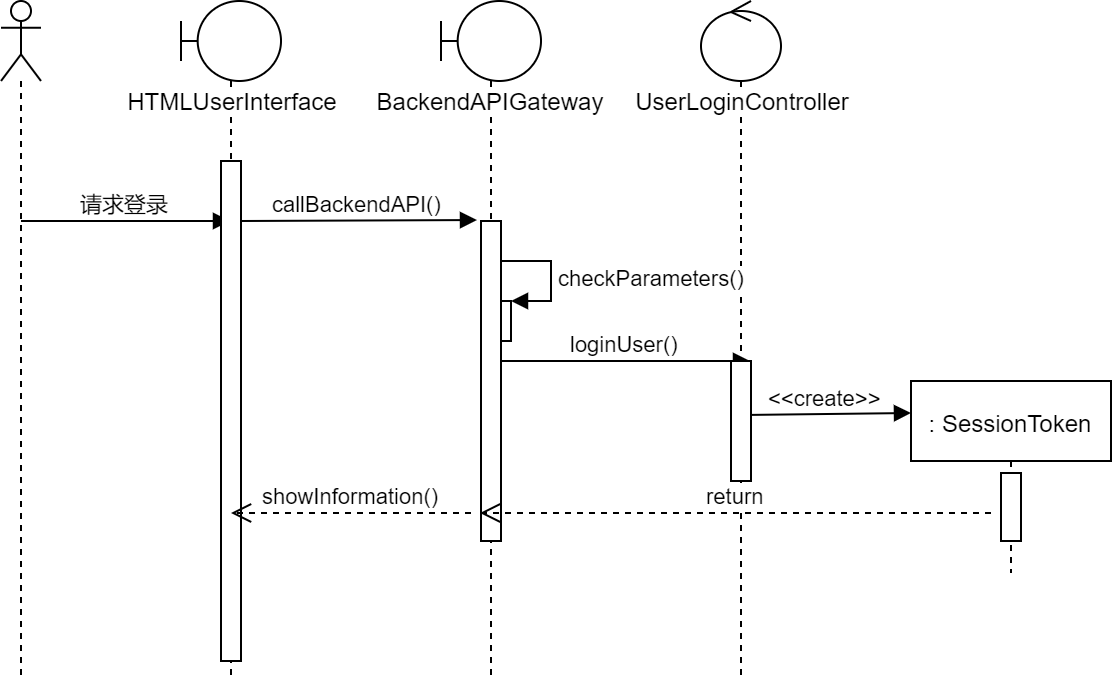 HTMLUserInterface
BackendAPIGateway
UserLoginController
请求登录
callBackendAPI()
checkParameters()
loginUser()
<<create>>
: SessionToken
showInformation()
return